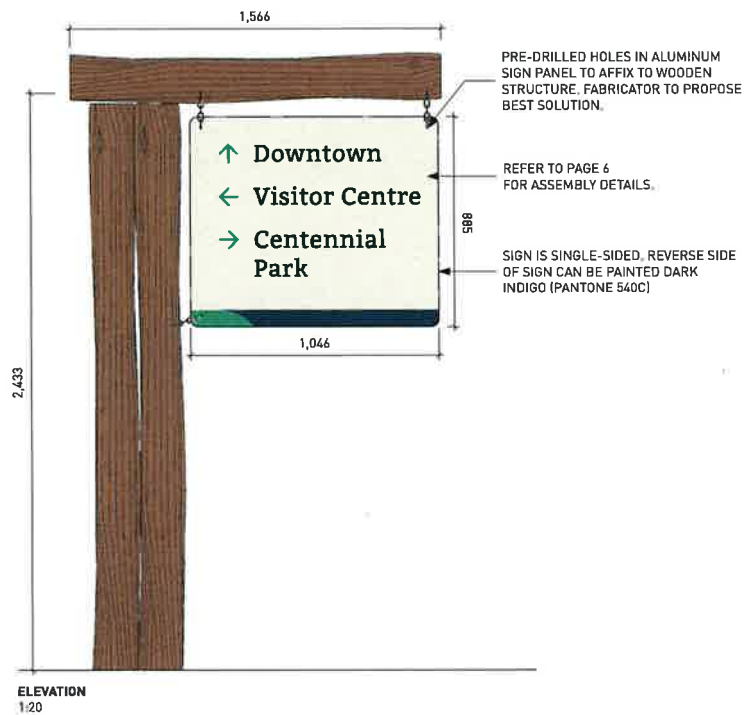 1,566
PRE-DRILLED HOLES IN ALUMINUM
SIGN PANEL TO AFFIX TO WOODEN
STRUCTURE. FABRICATOR TO PROPOSE
BEST SOLUTION.
↑ Downtown
← Visitor Centre
→ Centennial
Park
REFER TO PAGE 6
FOR ASSEMBLY DETAILS.
885
SIGN IS SINGLE-SIDED. REVERSE SIDE
OF SIGN CAN BE PAINTED DARK
INDIGO (PANTONE 540C)
1,046
2,433
ELEVATION
1:20